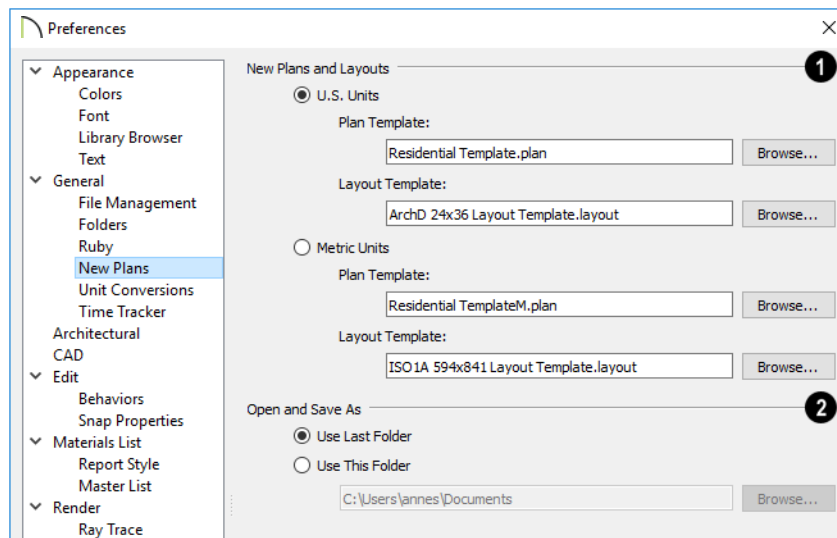 Preferences
Appearance
Colors
Font
Library Browser
Text
General
File Management
Folders
Ruby
New Plans
Unit Conversions
Time Tracker
Architectural
CAD
Edit
Behaviors
Snap Properties
Materials List
Report Style
Master List
Render
Ray Trace
New Plans and Layouts
1
U.S. Units
Plan Template:
Residential Template.plan Browse...
Layout Template:
ArchD 24x36 Layout Template.layout Browse...
Metric Units
Plan Template:
Residential TemplateM.plan Browse...
Layout Template:
ISO1A 594x841 Layout Template.layout Browse...
Open and Save As
2
Use Last Folder
Use This Folder
C:\Users\annes\Documents Browse...